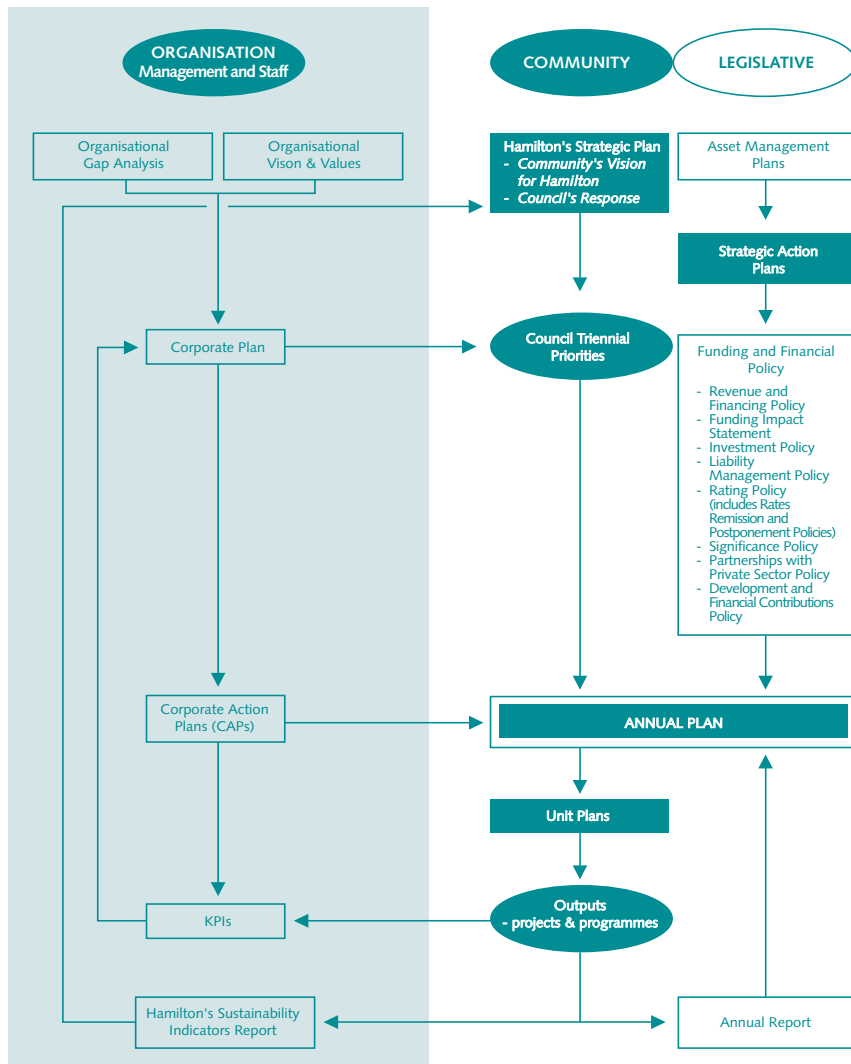 ORGANISATION
Management and Staff
COMMUNITY
LEGISLATIVE
Organisational
Gap Analysis
Organisational
Vison & Values
Hamilton's Strategic Plan
- Community's Vision
for Hamilton
- Council's Response
Asset Management
Plans
Strategic Action
Plans
Corporate Plan
Council Triennial
Priorities
Funding and Financial
Policy
- Revenue and
Financing Policy
- Funding Impact
Statement
- Investment Policy
- Liability
Management Policy
- Rating Policy
(includes Rates
Remission and
Postponement Policies)
- Significance Policy
- Partnerships with
Private Sector Policy
- Development and
Financial Contributions
Policy
Corporate Action
Plans (CAPs)
ANNUAL PLAN
Unit Plans
KPIs
Outputs
- projects & programmes
Hamilton's Sustainability
Indicators Report
Annual Report